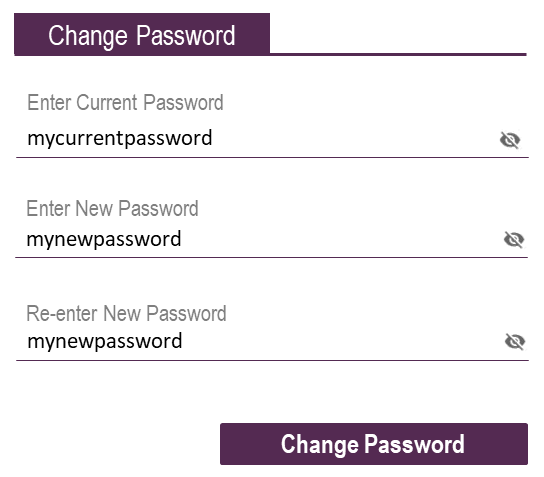 Change Password
Enter Current Password
mycurrentpassword
Enter New Password
mynewpassword
Re-enter New Password
mynewpassword
Change Password